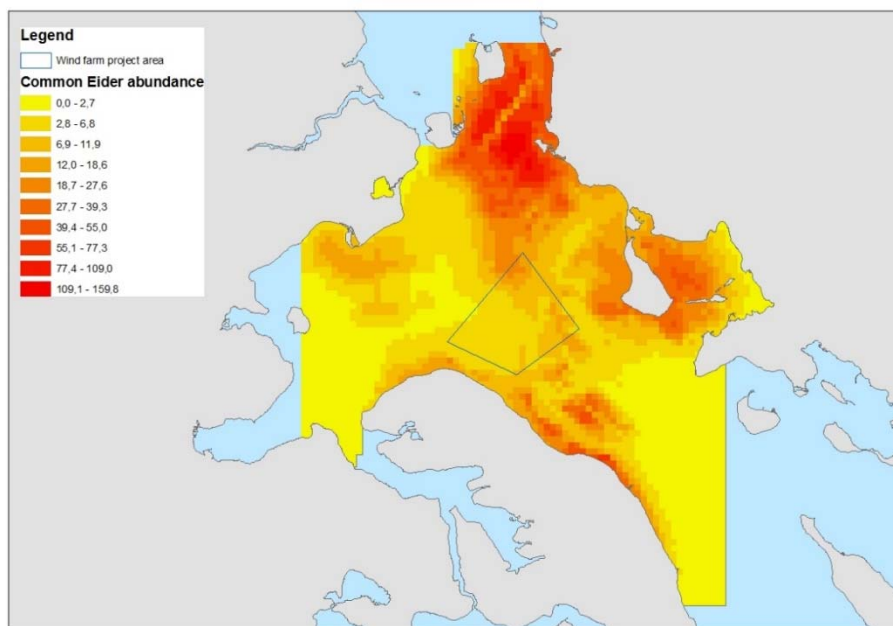 Legend
Wind farm project area
Common Eider abundance
0,0 - 2,7
2,8 - 6,8
6,9 - 11,9
12,0 - 18,6
18,7 - 27,6
27,7 - 39,3
39,4 - 55,0
55,1 - 77,3
77,4 - 109,0
109,1 - 159,8